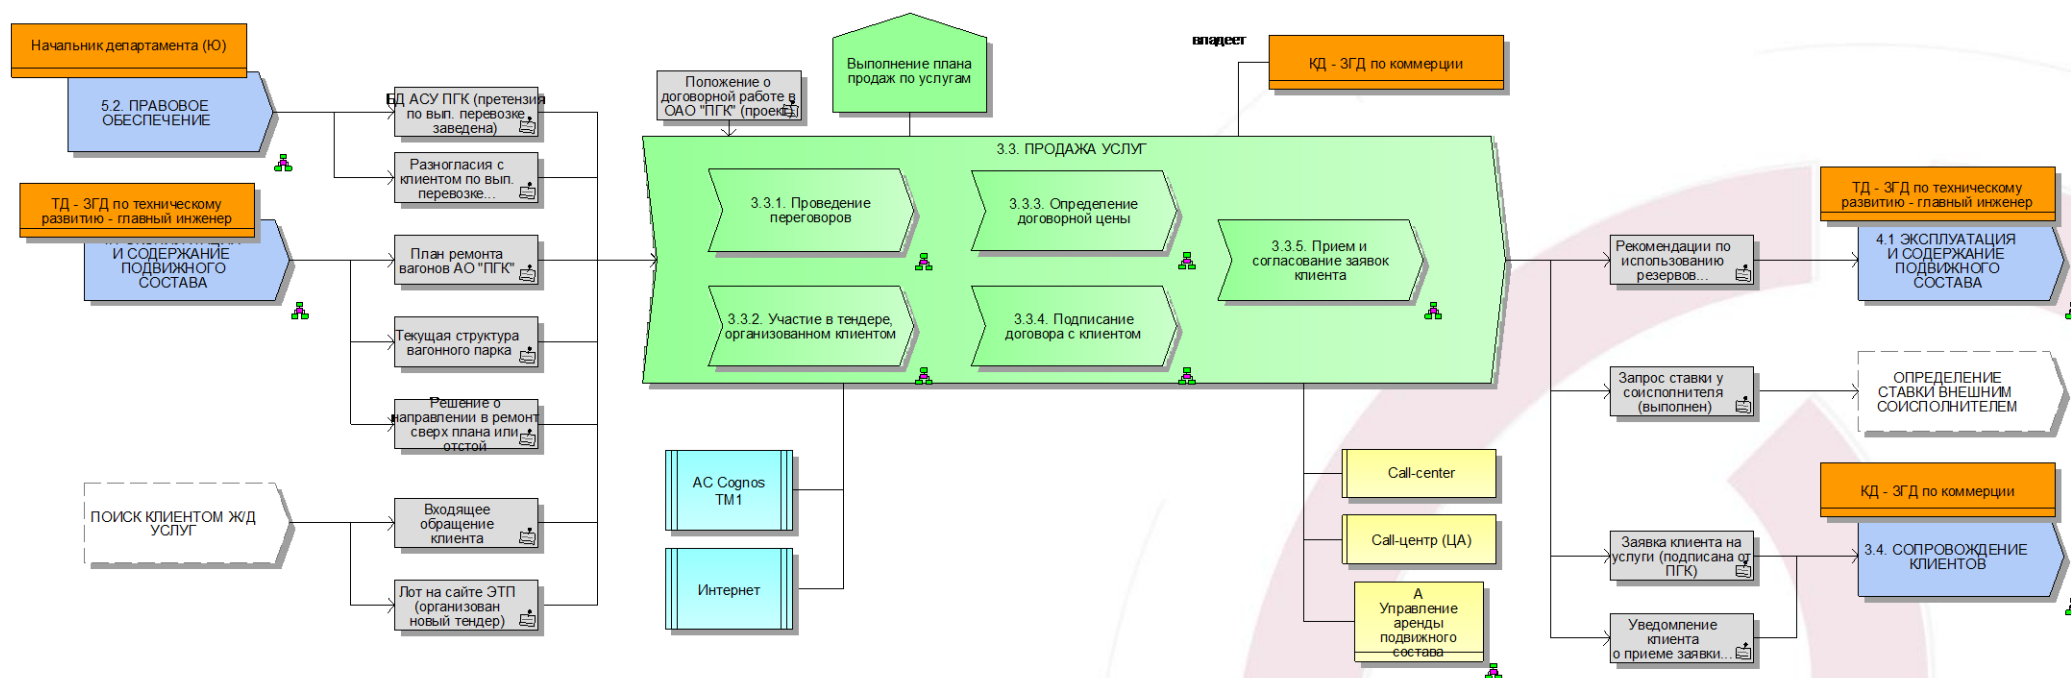 Начальник департамента (Ю)
5.2. ПРАВОВОЕ
ОБЕСПЕЧЕНИЕ
ТД - ЗГД по техническому
развитию - главный инженер
И СОДЕРЖАНИЕ
ПОДВИЖНОГО
СОСТАВА
ПОИСК КЛИЕНТОМ Ж/Д
УСЛУГ
БД АСУ ПГК (претензия
по вып. перевозке
заведена)
Разногласия с
клиентом по вып.
перевозке...
План ремонта
вагонов АО "ПГК"
Текущая структура
вагонного парка
Решение о
направлении в ремонт
сверх плана или
отстой
Входящее
обращение
клиента
Лот на сайте ЭТП
(организован
новый тендер)
Положение о
договорной работе в
ОАО "ПГК" (проект)
Выполнение плана
продаж по услугам
владеет
КД - ЗГД по коммерции
3.3. ПРОДАЖА УСЛУГ
3.3.1. Проведение
переговоров
3.3.2. Участие в тендере,
организованном клиентом
3.3.3. Определение
договорной цены
3.3.4. Подписание
договора с клиентом
3.3.5. Прием и
согласование заявок
клиента
АС Cognos
TM1
Интернет
Call-center
Call-центр (ЦА)
А
Управление
аренды
подвижного
состава
Рекомендации по
использованию
резервов...
Запрос ставки у
соисполнителя
(выполнен)
Заявка клиента на
услуги (подписана от
ПГК)
Уведомление
клиента
о приеме заявки...
ТД - ЗГД по техническому
развитию - главный инженер
4.1 ЭКСПЛУАТАЦИЯ
И СОДЕРЖАНИЕ
ПОДВИЖНОГО
СОСТАВА
ОПРЕДЕЛЕНИЕ
СТАВКИ ВНЕШНИМ
СОИСПОЛНИТЕЛЕМ
КД - ЗГД по коммерции
3.4. СОПРОВОЖДЕНИЕ
КЛИЕНТОВ